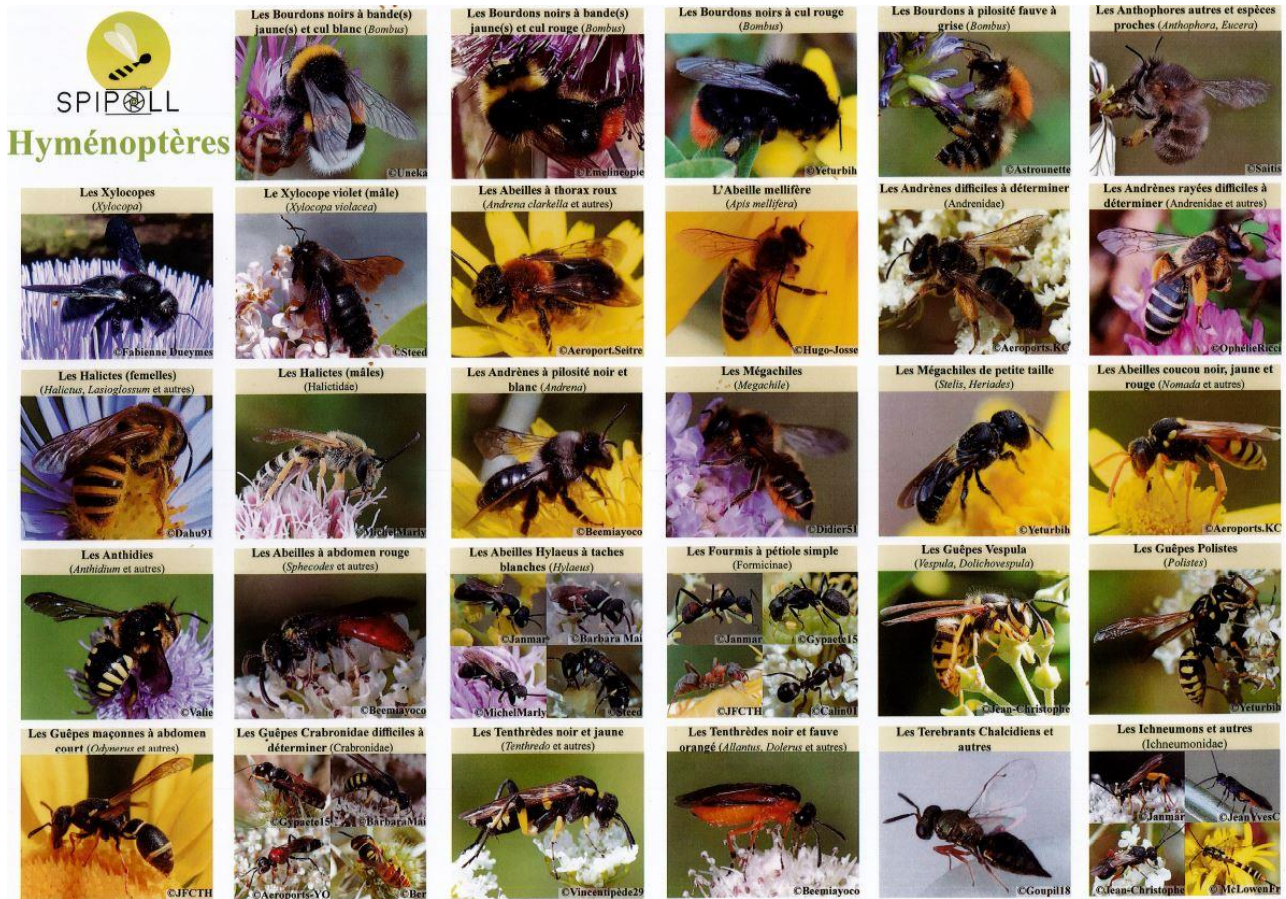 SPIPOLL
Hyménoptères
Les Bourdons noirs à bande(s)
jaune(s) et cul blanc (Bombus)
©Uneka
Les Bourdons noirs à bande(s)
jaune(s) et cul rouge (Bombus)
©Emelineopie
Les Bourdons noirs à cul rouge
(Bombus)
©Yeturbih
Les Bourdons à pilosité fauve à
grise (Bombus)
©Astrounette
Les Anthophores autres et espèces
proches (Anthophora, Eucera)
©Saitis
Les Xylocopes
(Xylocopa)
©Fabienne Dueymes
Le Xylocope violet (mâle)
(Xylocopa violacea)
©Steed
Les Abeilles à thorax roux
(Andrena clarkella et autres)
©Aeroport.Seitre
L'Abeille mellifère
(Apis mellifera)
©Hugo-Josse
Les Andrènes difficiles à déterminer
(Andrenidae)
©Aeroports.KC
Les Andrènes rayées difficiles à
déterminer (Andrenidae et autres)
©OphelieRicci
Les Halictes (femelles)
(Halictus, Lasioglossum et autres)
©Dahu91
Les Halictes (mâles)
(Halictidae)
©MichelMarly
Les Andrènes à pilosité noir et
blanc (Andrena)
©Beemiayoco
Les Mégachiles
(Megachile)
©Didier51
Les Mégachiles de petite taille
(Stelis, Heriades)
©Yeturbih
Les Abeilles coucou noir, jaune et
rouge (Nomada et autres)
©Aeroports.KC
Les Anthidies
(Anthidium et autres)
©Valie
Les Abeilles à abdomen rouge
(Sphecodes et autres)
©Beemiayoco
Les Abeilles Hylaeus à taches
blanches (Hylaeus)
©Janmar
©Barbara Mai
©MichelMarly
©Steed
Les Fourmis à pétiole simple
(Formicinae)
©Janmar
©Gypaete15
©JFCTH
©Calin01
Les Guêpes Vespula
(Vespula, Dolichovespula)
©Jean-Christophe
Les Guêpes Polistes
(Polistes)
©Yeturbih
Les Guêpes maçonnes à abdomen
court (Odynerus et autres)
©JFCTH
Les Guêpes Crabronidae difficiles à
déterminer (Crabronidae)
©Gypaete15
©BarbaraMai
©Aeroports-YO
©Ber
Les Tenthrèdes noir et jaune
(Tenthredo et autres)
©Vincentipède29
Les Tenthrèdes noir et fauve
orangé (Allantus, Dolerus et autres)
©Beemiayoco
Les Terebrants Chalcidiens et
autres
©Goupil18
Les Ichneumons et autres
(Ichneumonidae)
©Janmar
©JeanYvesC
©Jean-Christophe
©McLowenFr